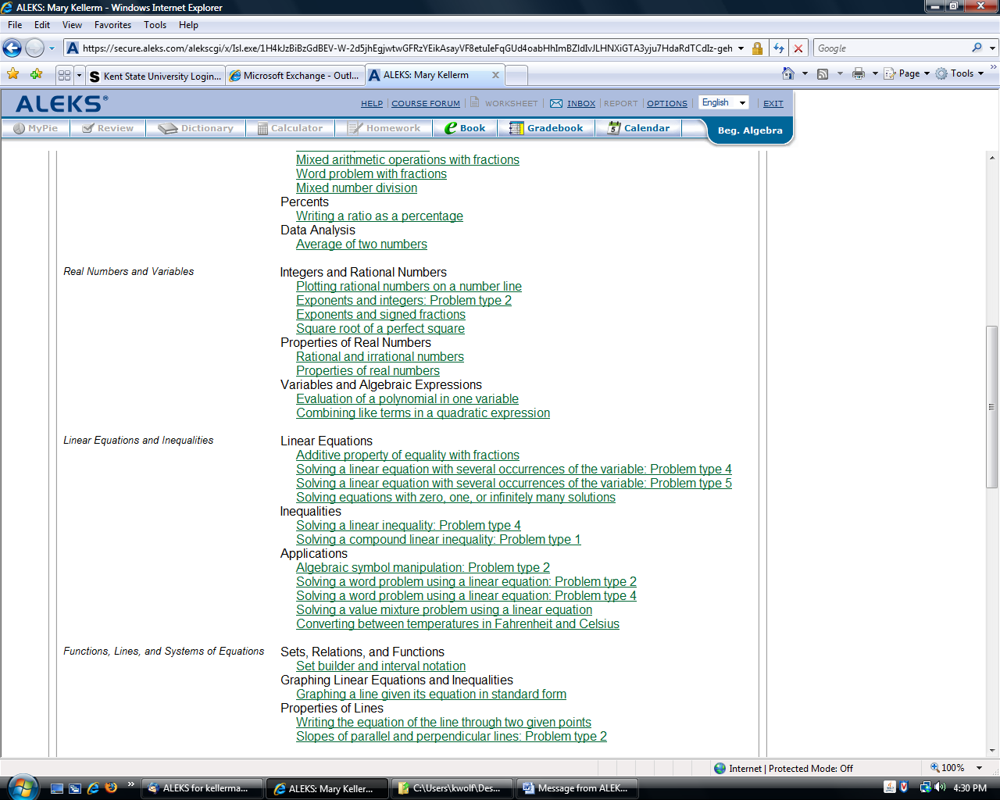 ALEKS: Mary Kellerm - Windows Internet Explorer
File Edit View Favorites Tools Help
Google
Kent State University Login... Microsoft Exchange - Outl... ALEKS: Mary Kellerm Page Tools
ALEKS®
HELP | COURSE FORUM | WORKSHEET INBOX | REPORT | OPTIONS English | EXIT
MyPie Review Dictionary Calculator Homework eBook Gradebook Calendar Beg. Algebra
Mixed arithmetic operations with fractions
Word problem with fractions
Mixed number division
Percents
Writing a ratio as a percentage
Data Analysis
Average of two numbers
Real Numbers and Variables Integers and Rational Numbers
Plotting rational numbers on a number line
Exponents and integers: Problem type 2
Exponents and signed fractions
Square root of a perfect square
Properties of Real Numbers
Rational and irrational numbers
Properties of real numbers
Variables and Algebraic Expressions
Evaluation of a polynomial in one variable
Combining like terms in a quadratic expression
Linear Equations and Inequalities Linear Equations
Additive property of equality with fractions
Solving a linear equation with several occurrences of the variable: Problem type 4
Solving a linear equation with several occurrences of the variable: Problem type 5
Solving equations with zero, one, or infinitely many solutions
Inequalities
Solving a linear inequality: Problem type 4
Solving a compound linear inequality: Problem type 1
Applications
Algebraic symbol manipulation: Problem type 2
Solving a word problem using a linear equation: Problem type 2
Solving a word problem using a linear equation: Problem type 4
Solving a value mixture problem using a linear equation
Converting between temperatures in Fahrenheit and Celsius
Functions, Lines, and Systems of Equations Sets, Relations, and Functions
Set builder and interval notation
Graphing Linear Equations and Inequalities
Graphing a line given its equation in standard form
Properties of Lines
Writing the equation of the line through two given points
Slopes of parallel and perpendicular lines: Problem type 2
Internet | Protected Mode: Off 100%
ALEKS for kellerma... ALEKS: Mary Keller... C:\Users\kwolf\Des... Message from ALEK... 4:30 PM